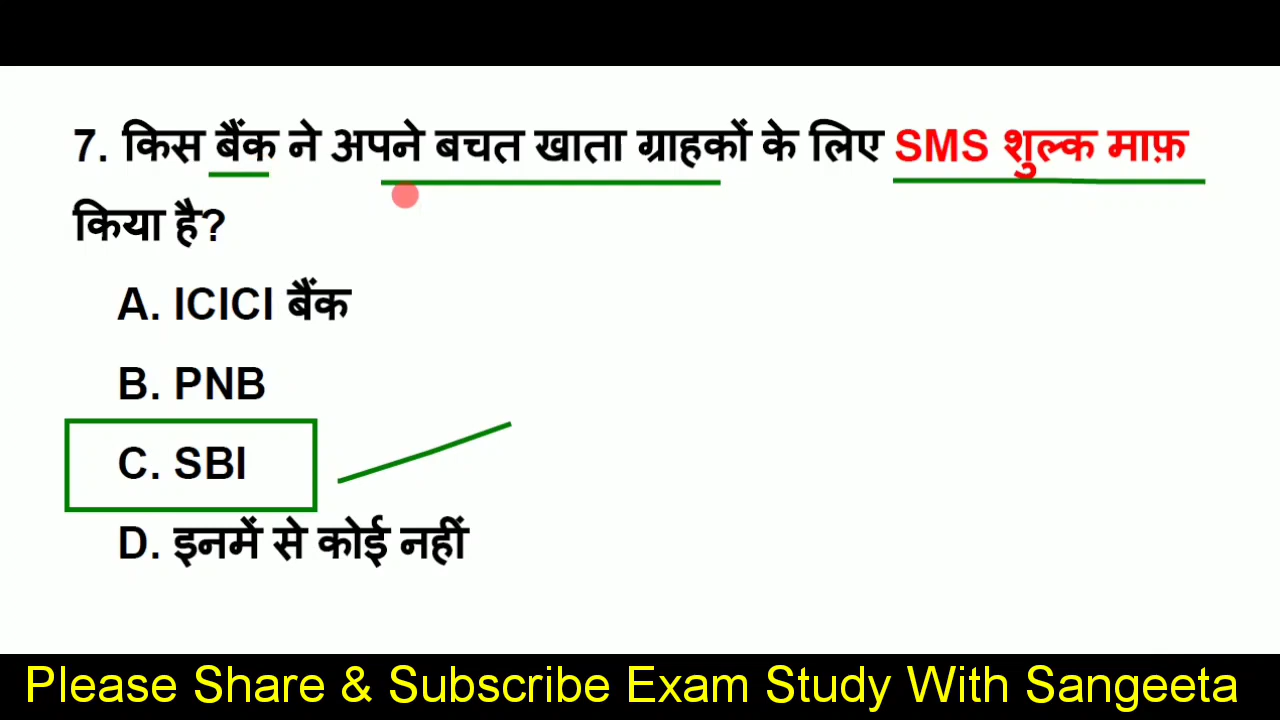 7. किस बैंक ने अपने बचत खाता ग्राहकों के लिए SMS शुल्क माफ़
किया है?
A. ICICI बैंक
B. PNB
C. SBI
D. इनमें से कोई नहीं
Please Share & Subscribe Exam Study With Sangeeta